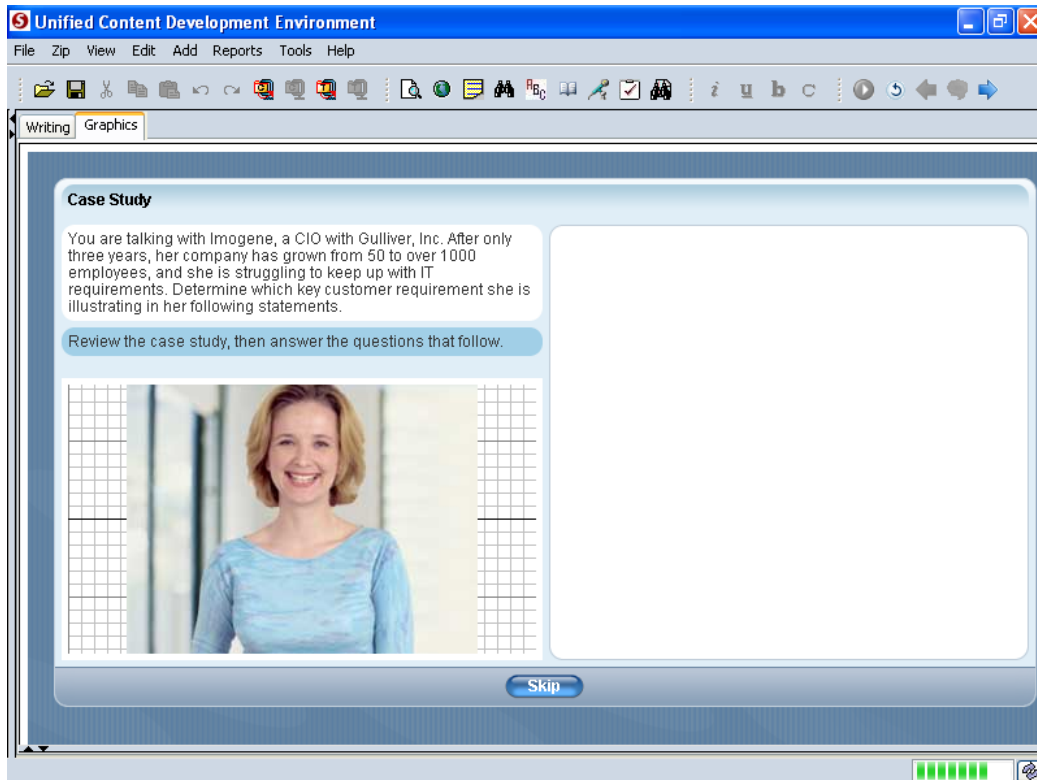 Unified Content Development Environment
File Zip View Edit Add Reports Tools Help
ABC i u b c
Writing Graphics
Case Study
You are talking with Imogene, a CIO with Gulliver, Inc. After only
three years, her company has grown from 50 to over 1000
employees, and she is struggling to keep up with IT
requirements. Determine which key customer requirement she is
illustrating in her following statements.
Review the case study, then answer the questions that follow.
Skip